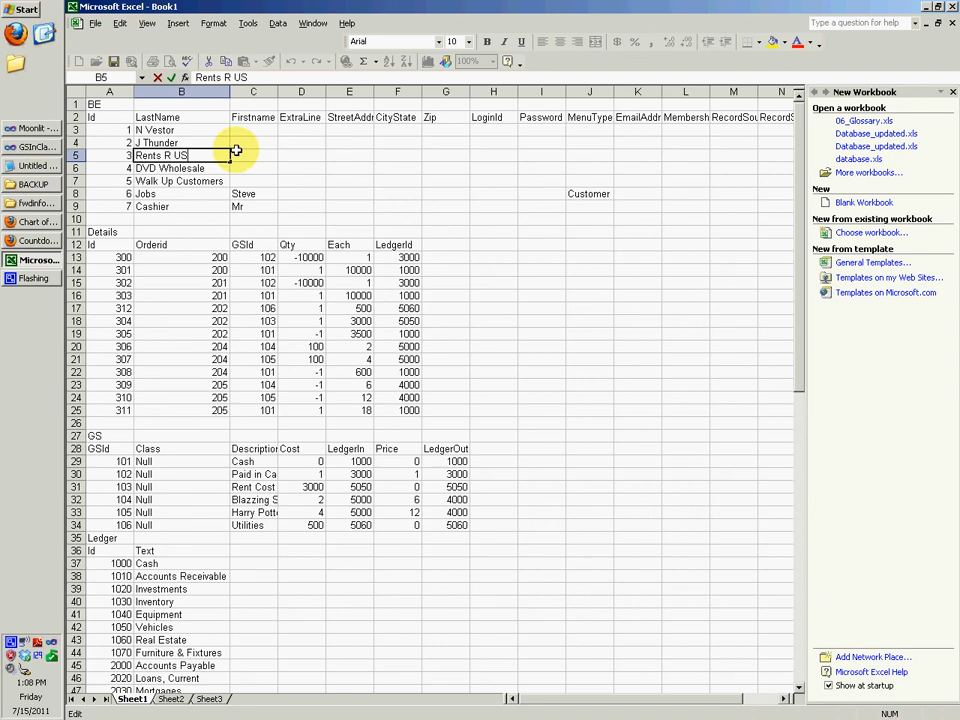 Start
Microsoft Excel - Book1
File Edit View Insert Format Tools Data Window Help
Type a question for help
Arial 10 B I U $ % ,
Σ 100%
B5 fx Rents R US
A B C D E F G H I J K L M N
1 BE
2 Id LastName Firstname ExtraLine StreetAddr CityState Zip LoginId Password MenuType EmailAddr Membersh RecordSou RecordS
3 1 N Vestor
4 2 J Thunder
5 3 Rents R US
6 4 DVD Wholesale
7 5 Walk Up Customers
8 6 Jobs Steve Customer
9 7 Cashier Mr
10
11 Details
12 Id Orderid GSId Qty Each LedgerId
13 300 200 102 -10000 1 3000
14 301 200 101 1 10000 1000
15 302 201 102 -10000 1 3000
16 303 201 101 1 10000 1000
17 312 202 106 1 500 5060
18 304 202 103 1 3000 5050
19 305 202 101 -1 3500 1000
20 306 204 104 100 2 5000
21 307 204 105 100 4 5000
22 308 204 101 -1 600 1000
23 309 205 104 -1 6 4000
24 310 205 105 -1 12 4000
25 311 205 101 1 18 1000
26
27 GS
28 GSId Class Description Cost LedgerIn Price LedgerOut
29 101 Null Cash 0 1000 0 1000
30 102 Null Paid in Ca 1 3000 1 3000
31 103 Null Rent Cost 3000 5050 0 5050
32 104 Null Blazzing S 2 5000 6 4000
33 105 Null Harry Potte 4 5000 12 4000
34 106 Null Utilities 500 5060 0 5060
35 Ledger
36 Id Text
37 1000 Cash
38 1010 Accounts Receivable
39 1020 Investments
40 1030 Inventory
41 1040 Equipment
42 1050 Vehicles
43 1060 Real Estate
44 1070 Furniture & Fixtures
45 2000 Accounts Payable
46 2020 Loans, Current
47 2030 Mortgages
Sheet1 Sheet2 Sheet3
Edit NUM
Moonlit -...
GSInClas...
Untitled ...
BACKUP
fwdinfo...
Chart of...
Countdo...
Microso...
Flashing
1:08 PM
Friday
7/15/2011
New Workbook
Open a workbook
06_Glossary.xls
Database_updated.xls
Database_updated.xls
database.xls
More workbooks...
New
Blank Workbook
New from existing workbook
Choose workbook...
New from template
General Templates...
Templates on my Web Sites...
Templates on Microsoft.com
Add Network Place...
Microsoft Excel Help
Show at startup